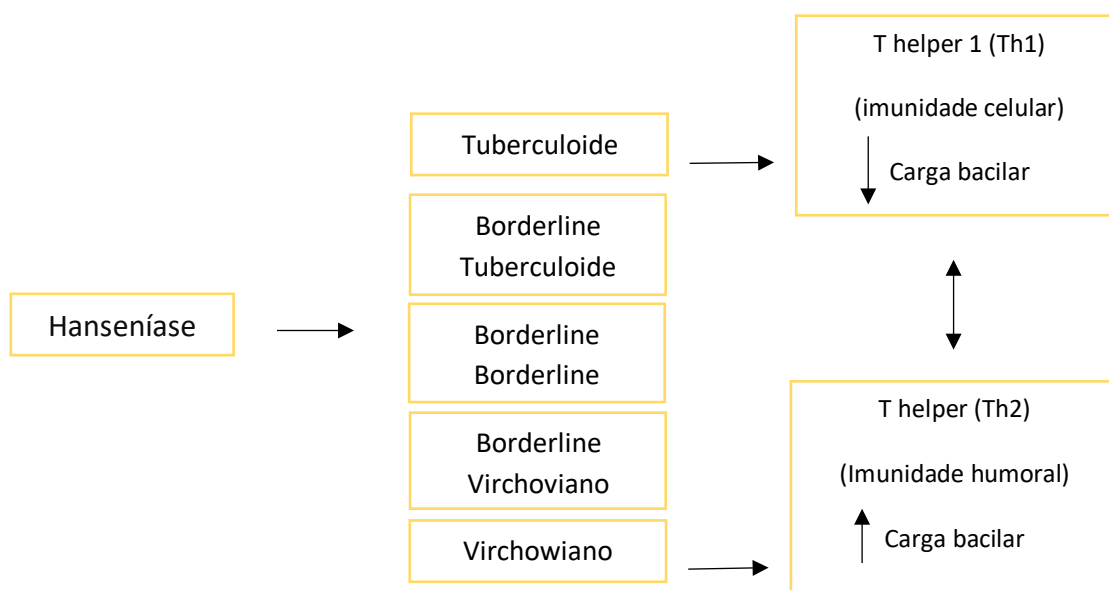 Hanseníase
Tuberculoide
Borderline
Tuberculoide
Borderline
Borderline
Borderline
Virchoviano
Virchowiano
T helper 1 (Th1)
(imunidade celular)
Carga bacilar
T helper (Th2)
(Imunidade humoral)
Carga bacilar